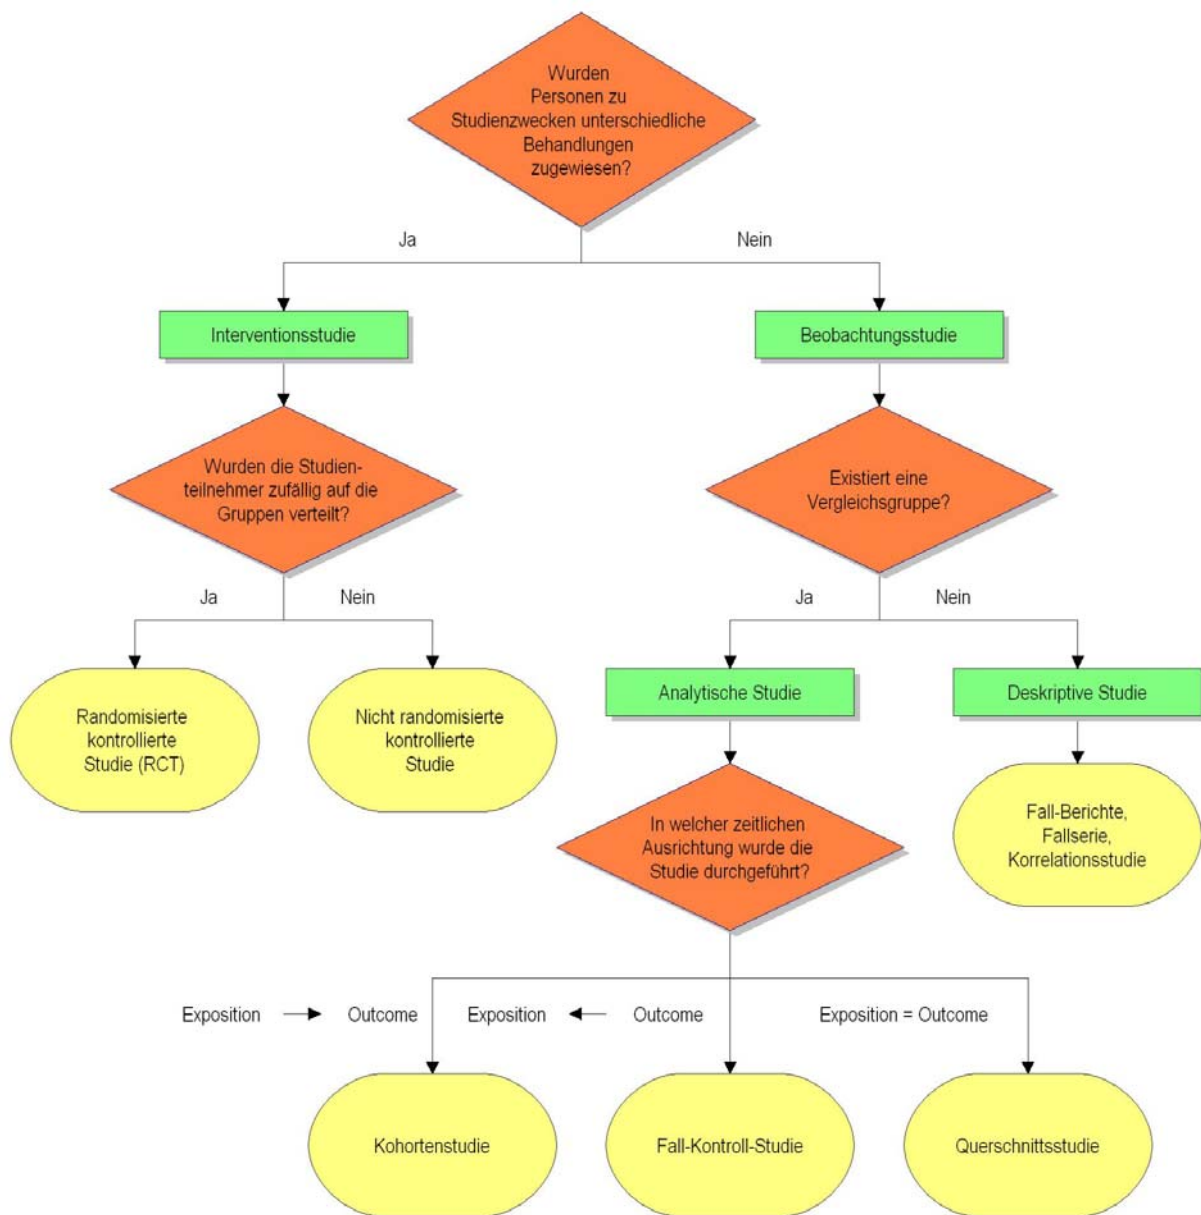 Wurden
Personen zu
Studienzwecken unterschiedliche
Behandlungen
zugewiesen?
Ja
Nein
Interventionsstudie
Beobachtungsstudie
Wurden die Studien-
teilnehmer zufällig auf die
Gruppen verteilt?
Existiert eine
Vergleichsgruppe?
Ja
Nein
Ja
Nein
Randomisierte
kontrollierte
Studie (RCT)
Nicht randomisierte
kontrollierte
Studie
Analytische Studie
Deskriptive Studie
In welcher zeitlichen
Ausrichtung wurde die
Studie durchgeführt?
Fall-Berichte,
Fallserie,
Korrelationsstudie
Exposition
Outcome
Exposition
Outcome
Exposition = Outcome
Kohortenstudie
Fall-Kontroll-Studie
Querschnittsstudie